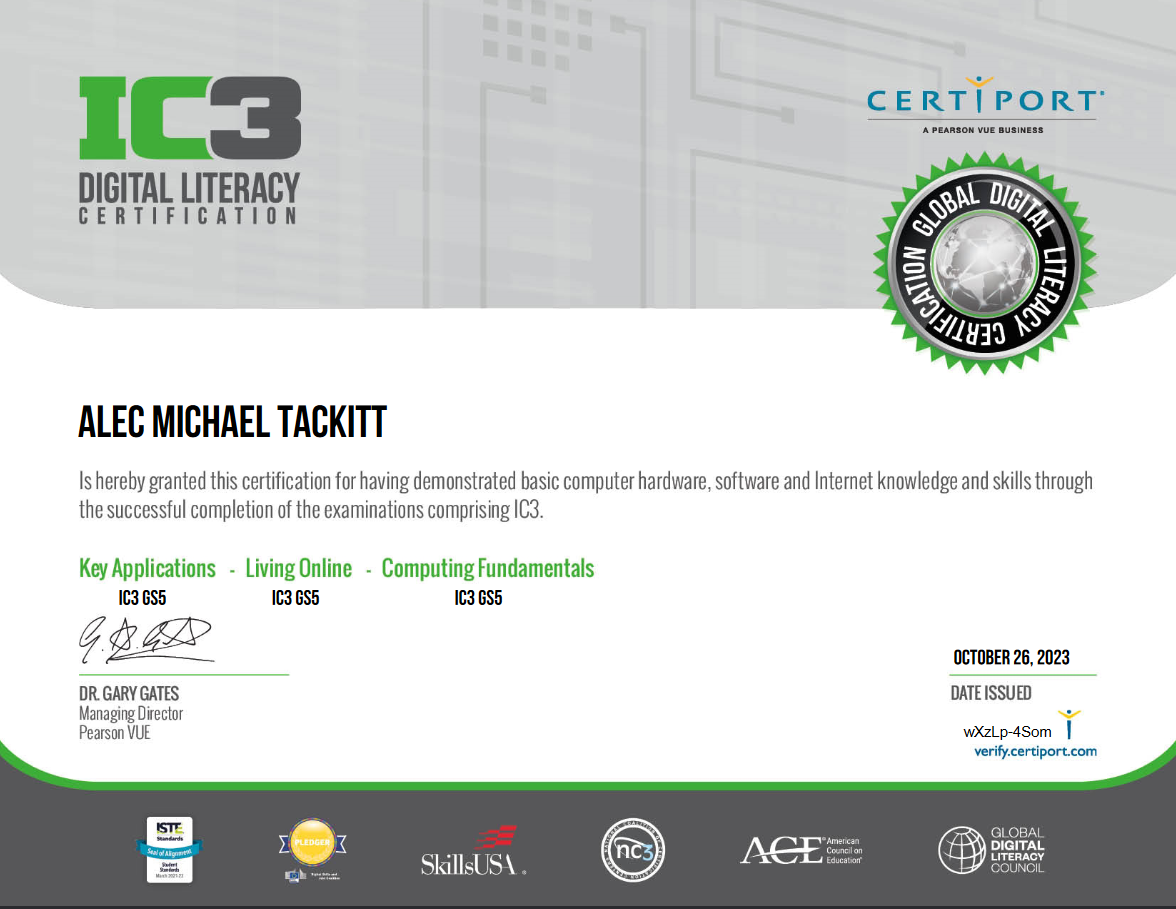 IC3
DIGITAL LITERACY
CERTIFICATION
CERTIPORT®
A PEARSON VUE BUSINESS
GLOBAL DIGITAL LITERACY CERTIFICATION
ALEC MICHAEL TACKITT
Is hereby granted this certification for having demonstrated basic computer hardware, software and Internet knowledge and skills through
the successful completion of the examinations comprising IC3.
Key Applications - Living Online - Computing Fundamentals
IC3 GS5 IC3 GS5 IC3 GS5
DR. GARY GATES
Managing Director
Pearson VUE
OCTOBER 26, 2023
DATE ISSUED
wXzLp-4Som
verify.certiport.com
ISTE
Standards
Seal of Alignment
Student
Standards
PLEDGER
SkillsUSA®
nc3
ACE® American
Council on
Education®
GLOBAL
DIGITAL
LITERACY
COUNCIL